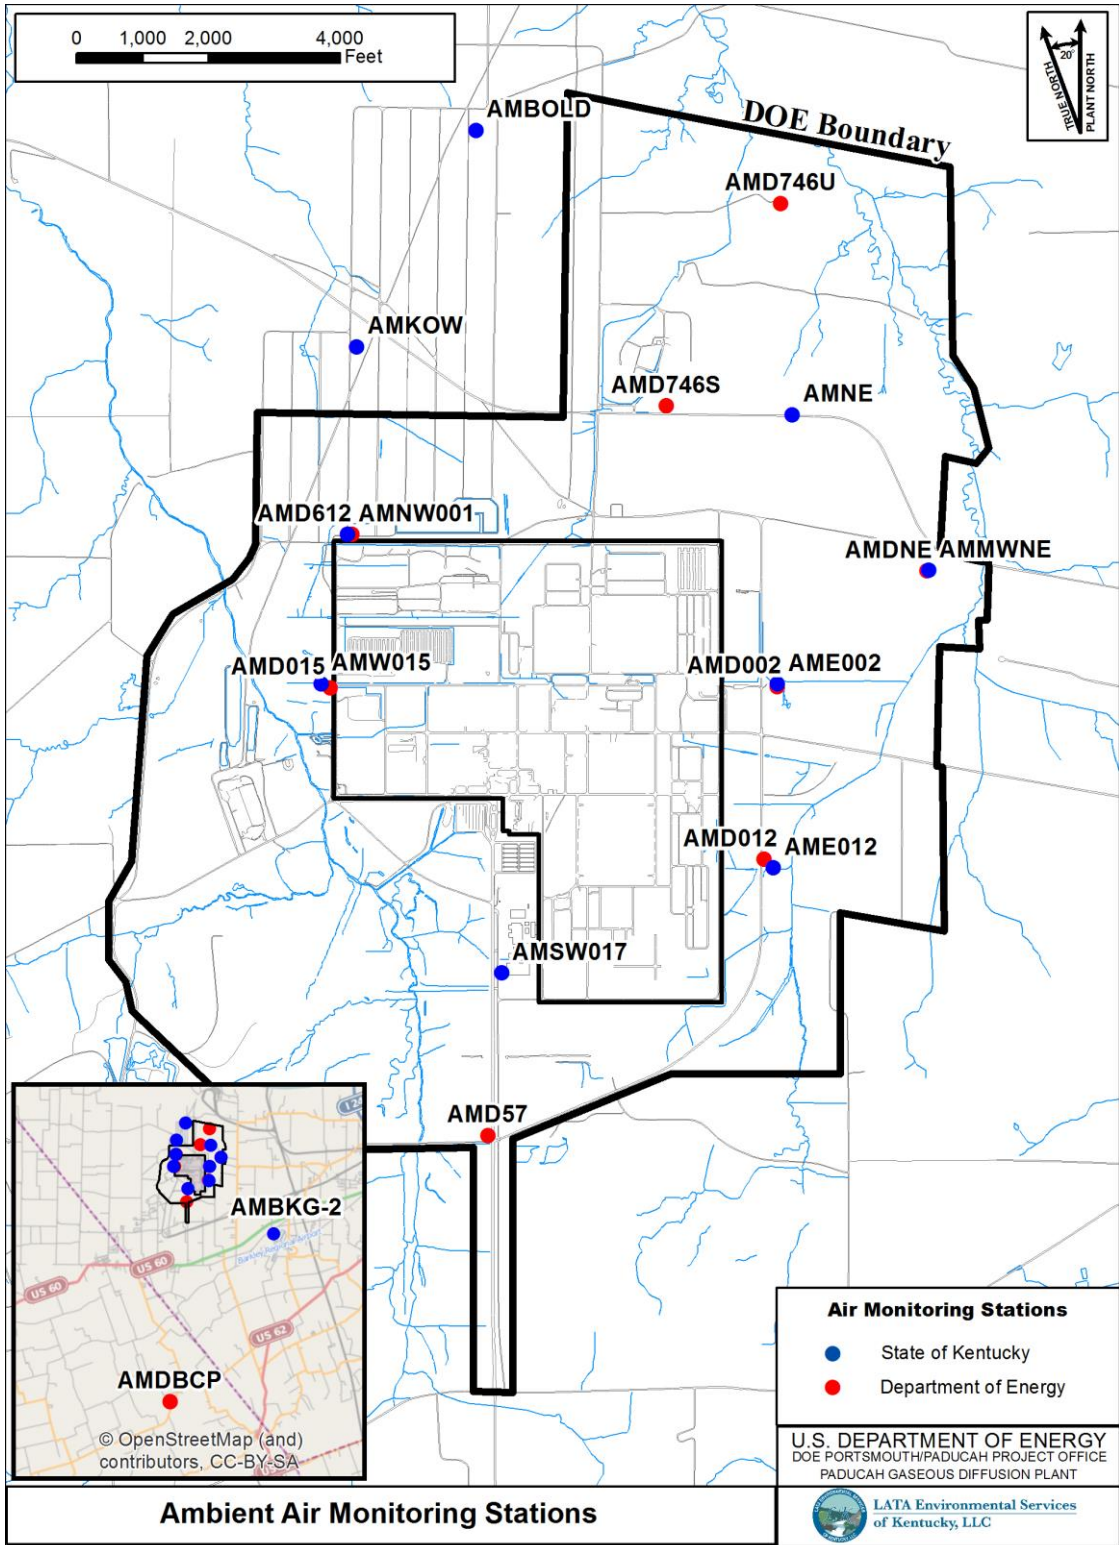 0 1,000 2,000 4,000
Feet
20°
TRUE NORTH
PLANT NORTH
AMBOLD
DOE Boundary
AMD746U
AMKOW
AMD746S
AMNE
AMD612 AMNW001
AMDNE AMMWNE
AMD015 AMW015
AMD002 AME002
AMD012
AME012
AMSW017
AMD57
AMBKG-2
Barkley Regional Airport
US 60
US 60
US 62
AMDBCP
© OpenStreetMap (and)
contributors, CC-BY-SA
Air Monitoring Stations
State of Kentucky
Department of Energy
U.S. DEPARTMENT OF ENERGY
DOE PORTSMOUTH/PADUCAH PROJECT OFFICE
PADUCAH GASEOUS DIFFUSION PLANT
Ambient Air Monitoring Stations
LATA Environmental Services
of Kentucky, LLC